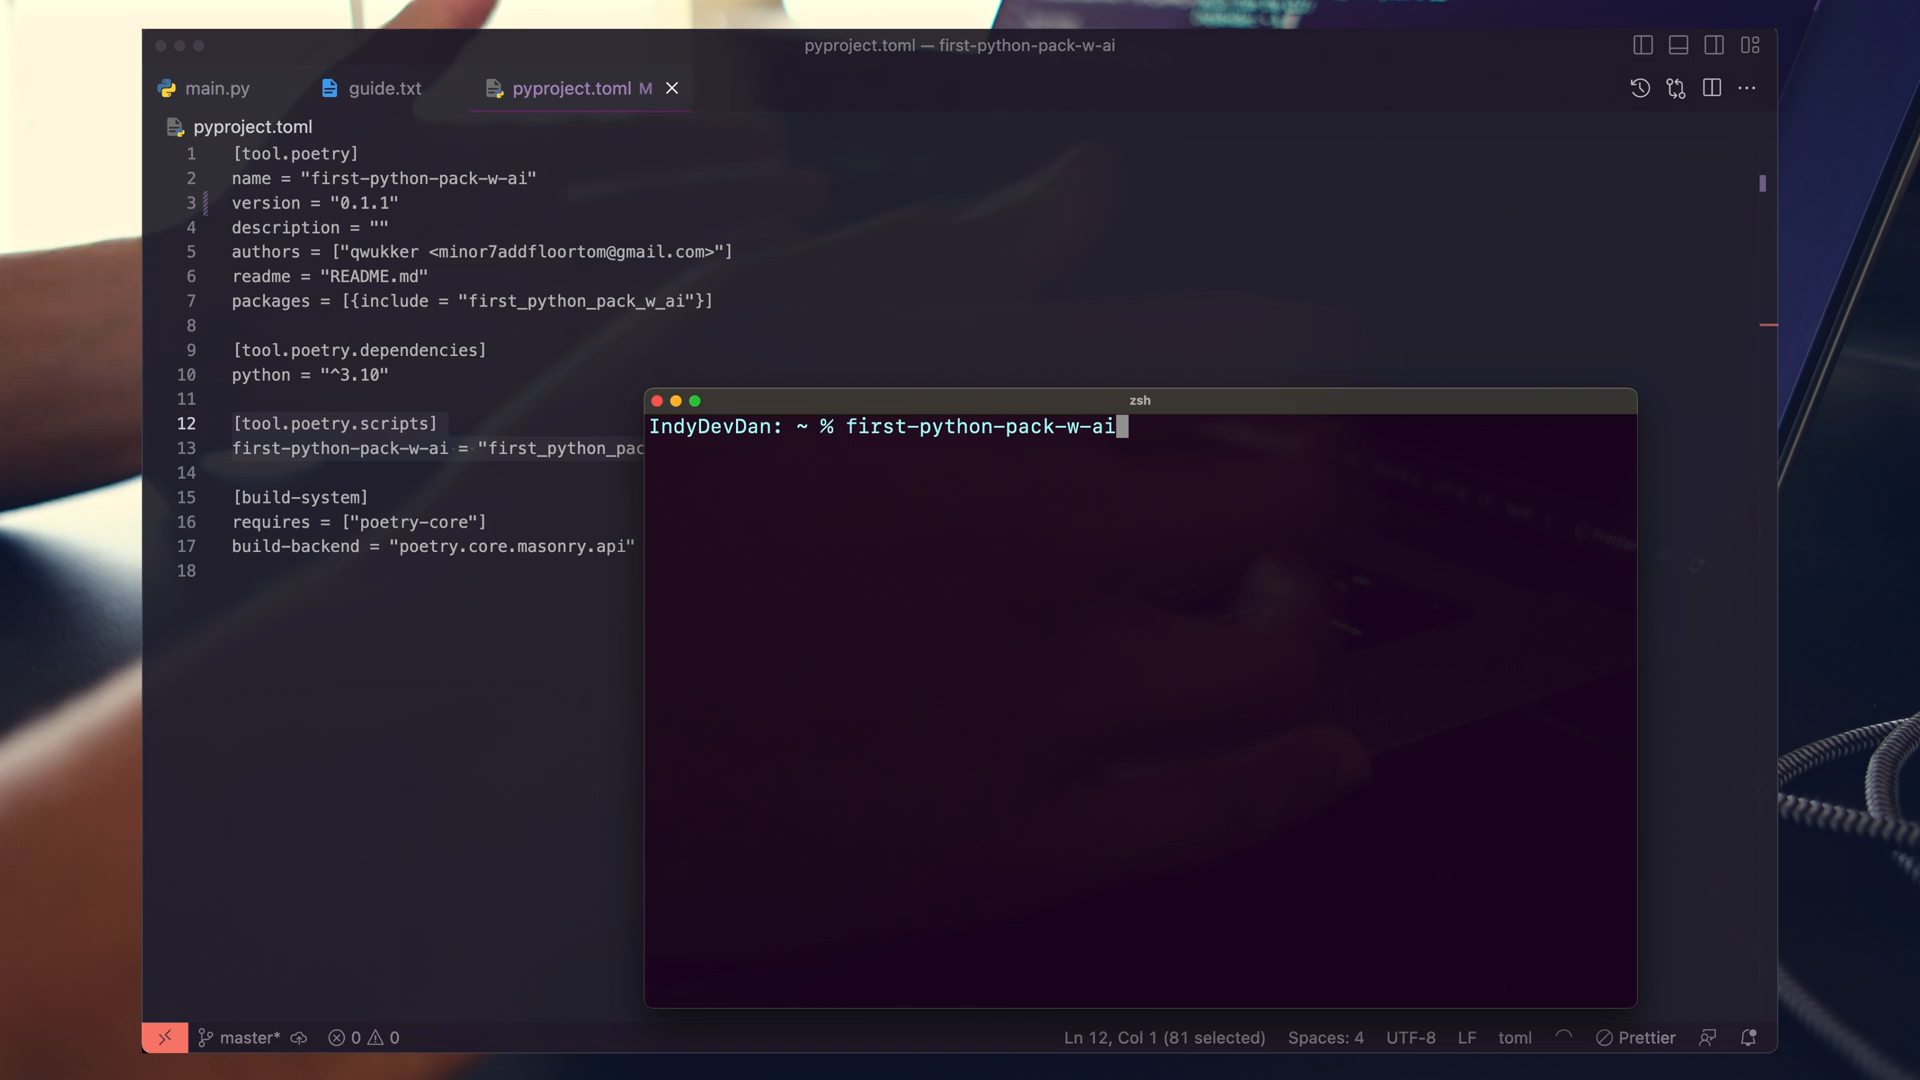 pyproject.toml — first-python-pack-w-ai
main.py
guide.txt
pyproject.toml M
pyproject.toml
1 [tool.poetry]
2 name = "first-python-pack-w-ai"
3 version = "0.1.1"
4 description = ""
5 authors = ["qwukker <minor7addfloortom@gmail.com>"]
6 readme = "README.md"
7 packages = [{include = "first_python_pack_w_ai"}]
8
9 [tool.poetry.dependencies]
10 python = "^3.10"
11
12 [tool.poetry.scripts]
13 first-python-pack-w-ai = "first_python_pac
14
15 [build-system]
16 requires = ["poetry-core"]
17 build-backend = "poetry.core.masonry.api"
18
zsh
IndyDevDan: ~ % first-python-pack-w-ai
master* 0 0
Ln 12, Col 1 (81 selected) Spaces: 4 UTF-8 LF toml Prettier